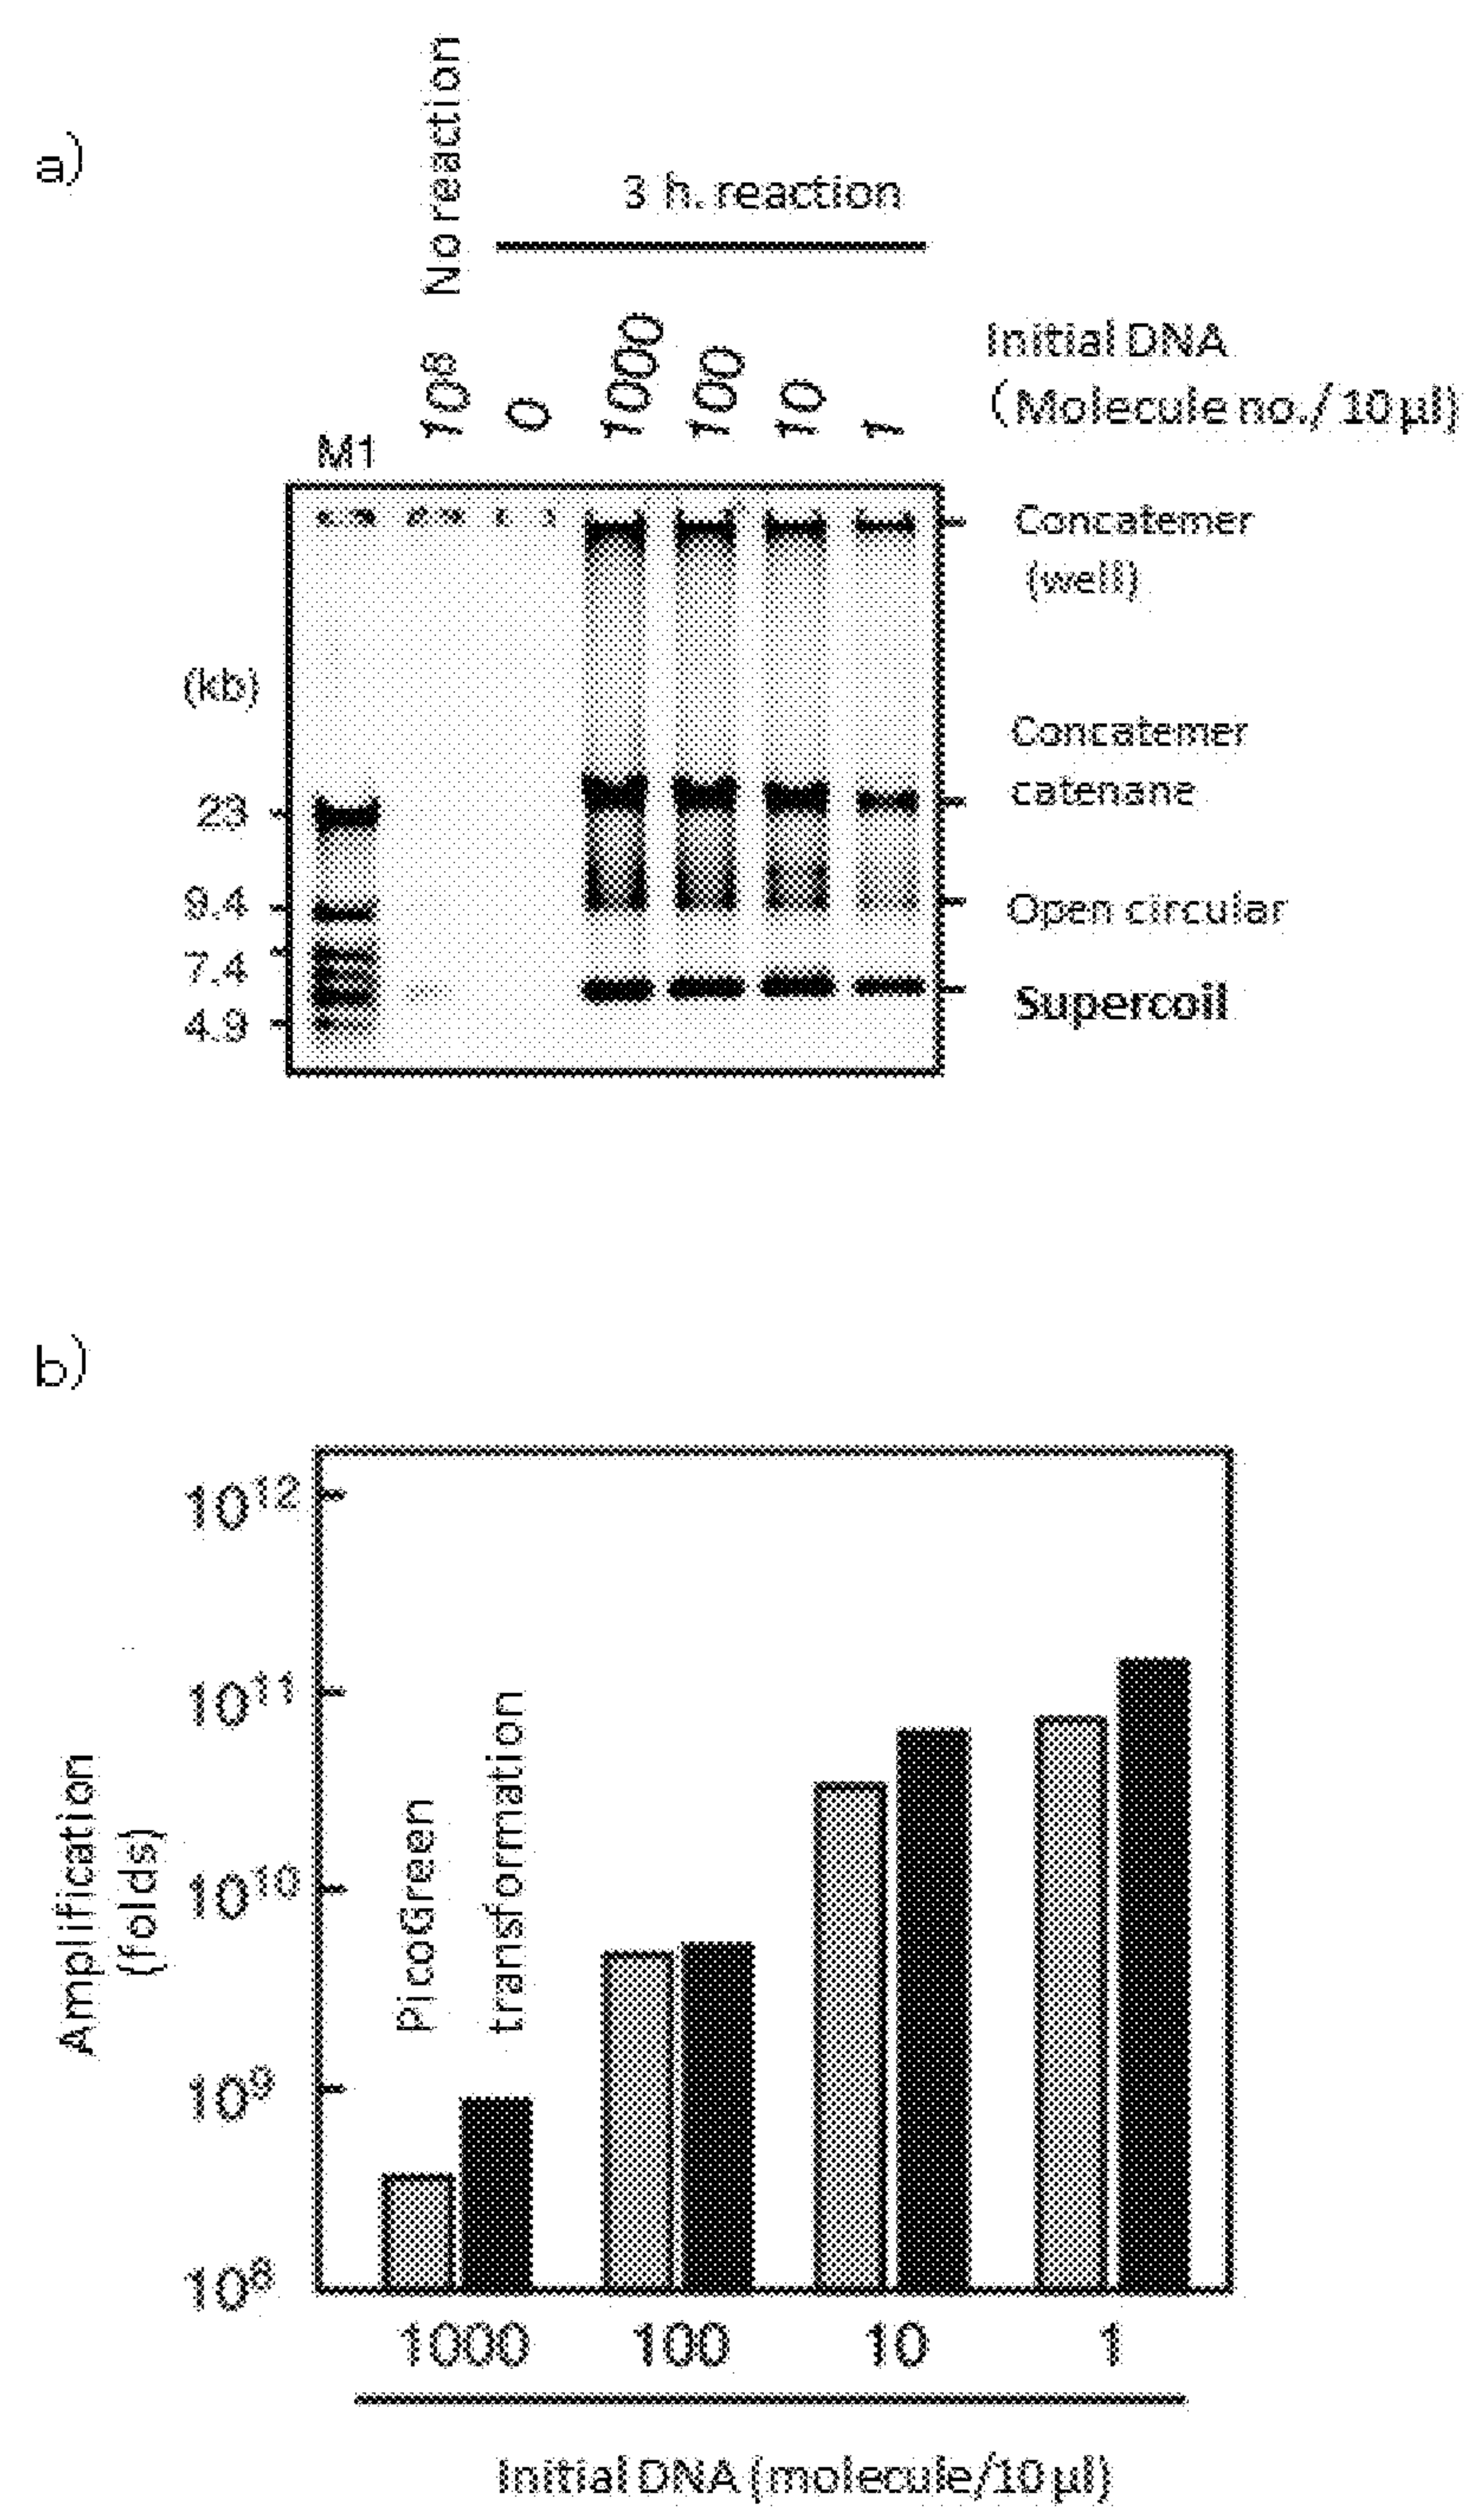 a)
No reaction
3 h. reaction
10⁸
0
1000
100
10
1
Initial DNA
(Molecule no./10 µl)
M1
Concatemer
(well)
(kb)
Concatemer
catenane
23
9.4
Open circular
7.4
Supercoil
4.9
b)
10¹²
10¹¹
10¹⁰
10⁹
10⁸
Amplification
(folds)
PicoGreen
transformation
1000
100
10
1
Initial DNA (molecule/10 µl)